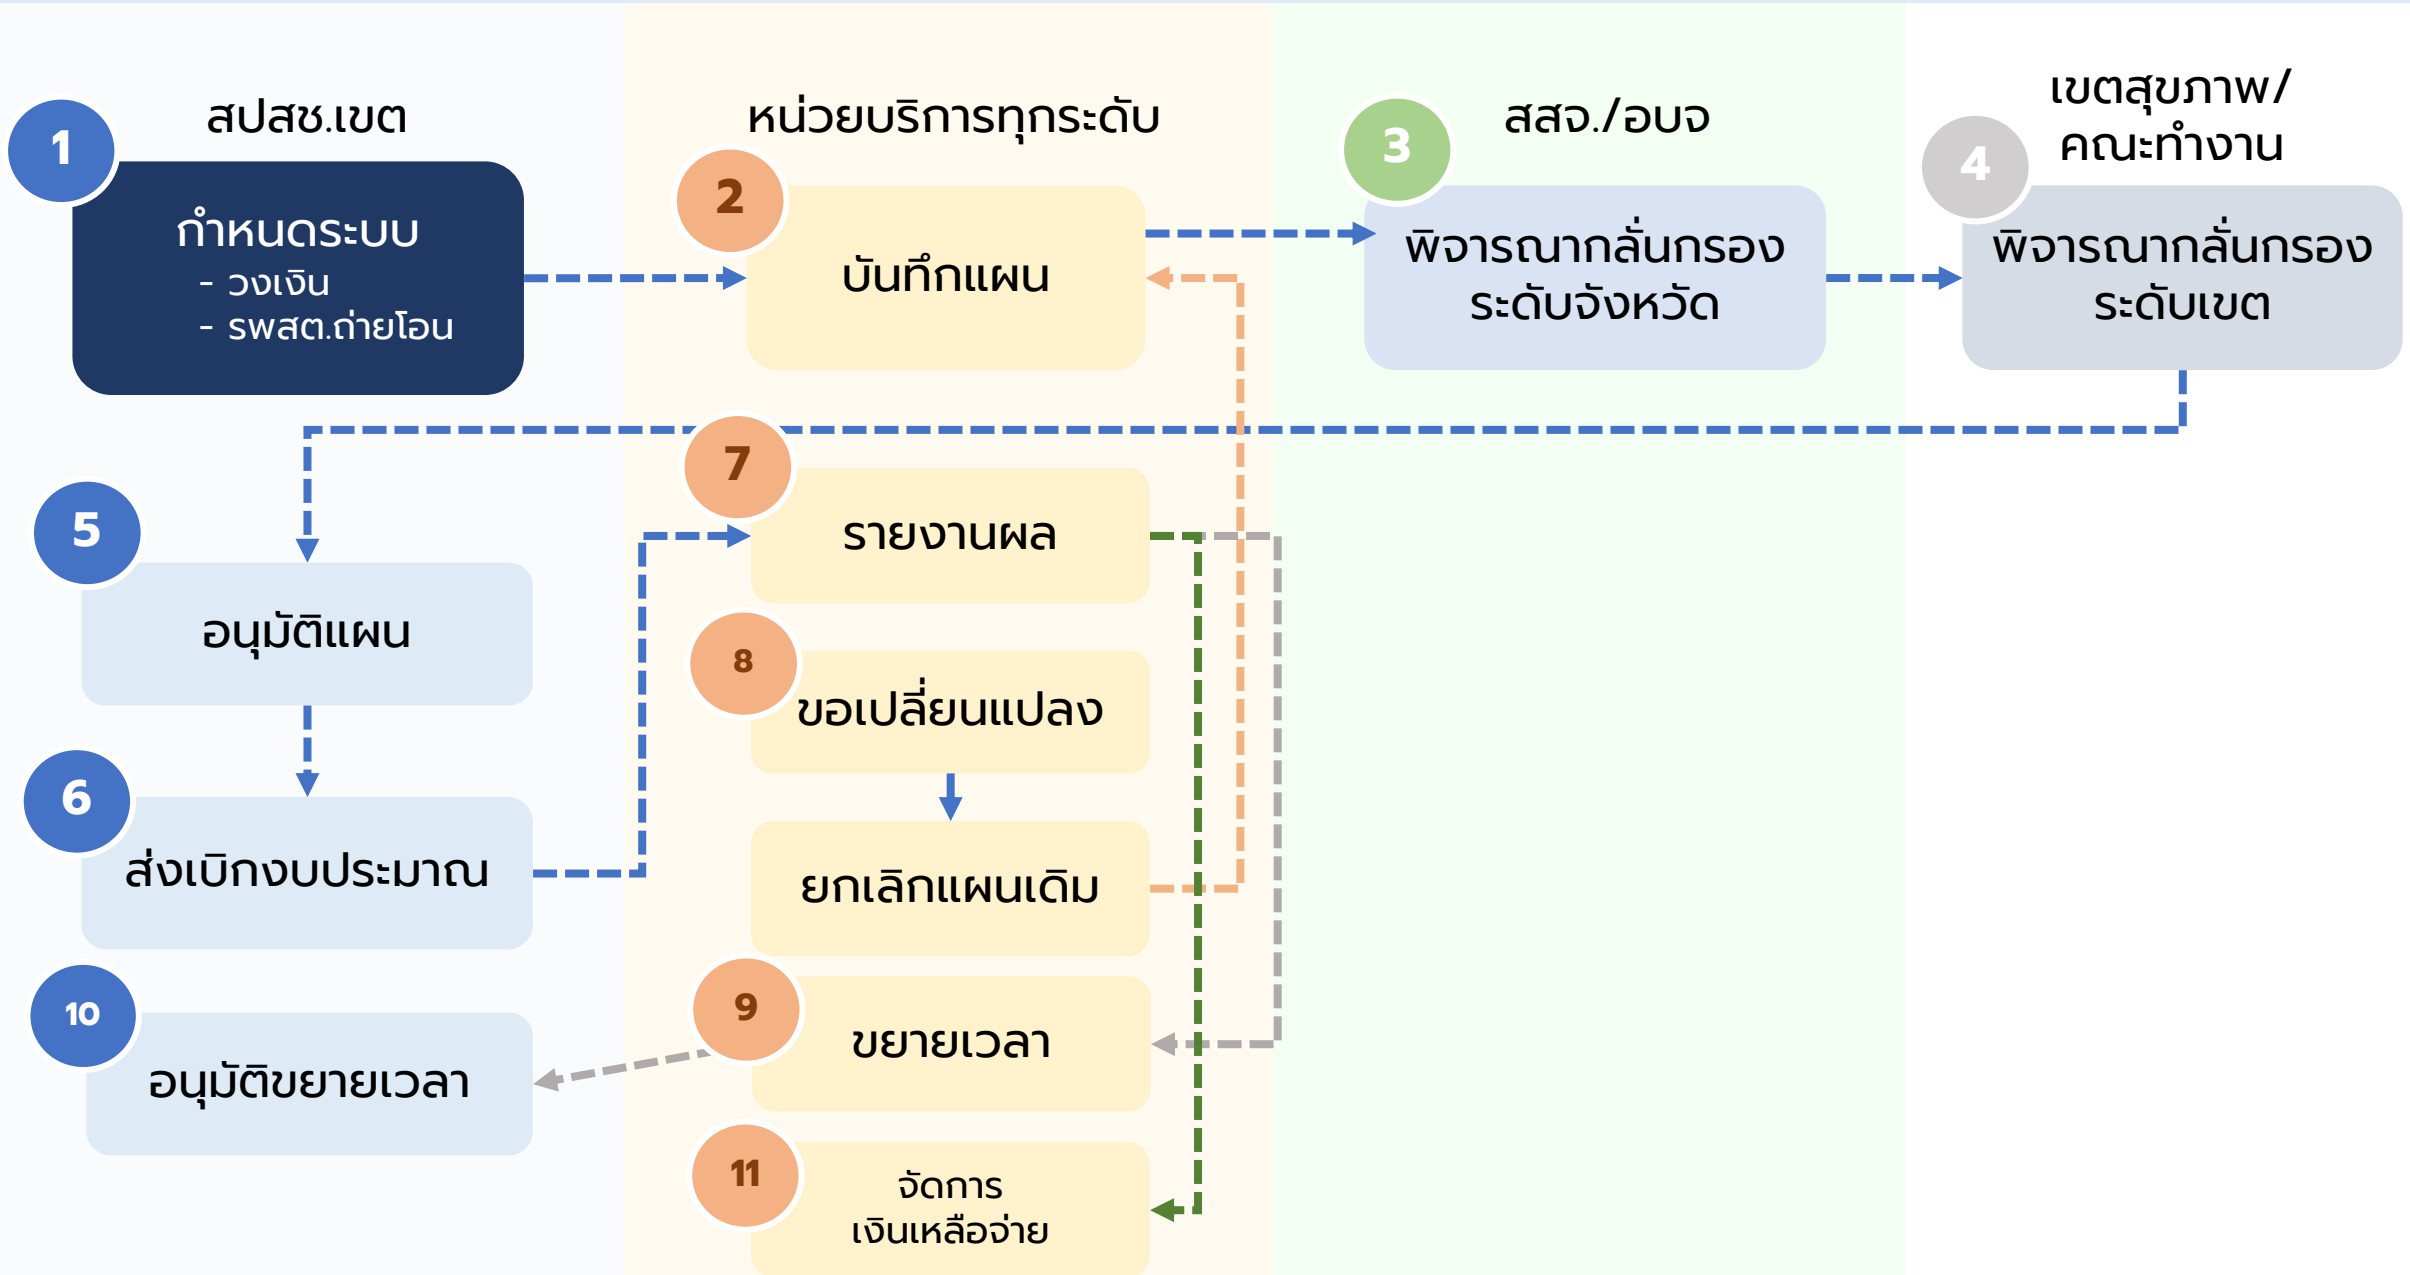 สปสช.เขต
หน่วยบริการทุกระดับ
สสจ./อบจ
เขตสุขภาพ/
คณะทำงาน
1
กำหนดระบบ
- วงเงิน
- รพสต.ถ่ายโอน
2
บันทึกแผน
3
พิจารณากลั่นกรอง
ระดับจังหวัด
4
พิจารณากลั่นกรอง
ระดับเขต
5
อนุมัติแผน
6
ส่งเบิกงบประมาณ
7
รายงานผล
8
ขอเปลี่ยนแปลง
ยกเลิกแผนเดิม
9
ขยายเวลา
10
อนุมัติขยายเวลา
11
จัดการ
เงินเหลือจ่าย